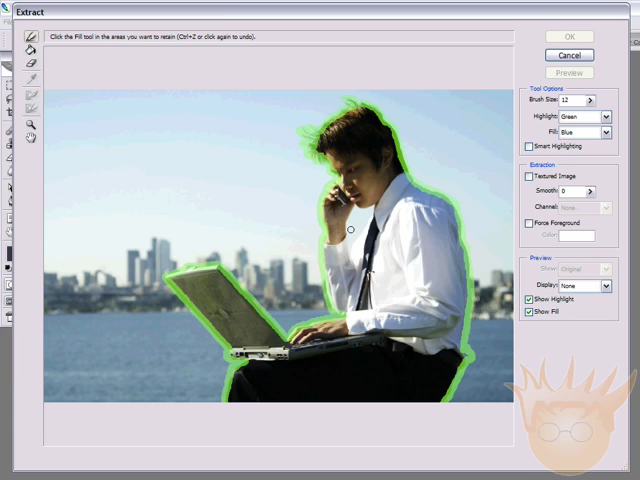 Extract
Click the Fill tool in the areas you want to retain (Ctrl+Z or click again to undo).
OK
Cancel
Preview
Tool Options
Brush Size: 12
Highlight: Green
Fill: Blue
Smart Highlighting
Extraction
Textured Image
Smooth: 0
Channel: None...
Force Foreground
Color:
Preview
Show: Original
Display: None
Show Highlight
Show Fill